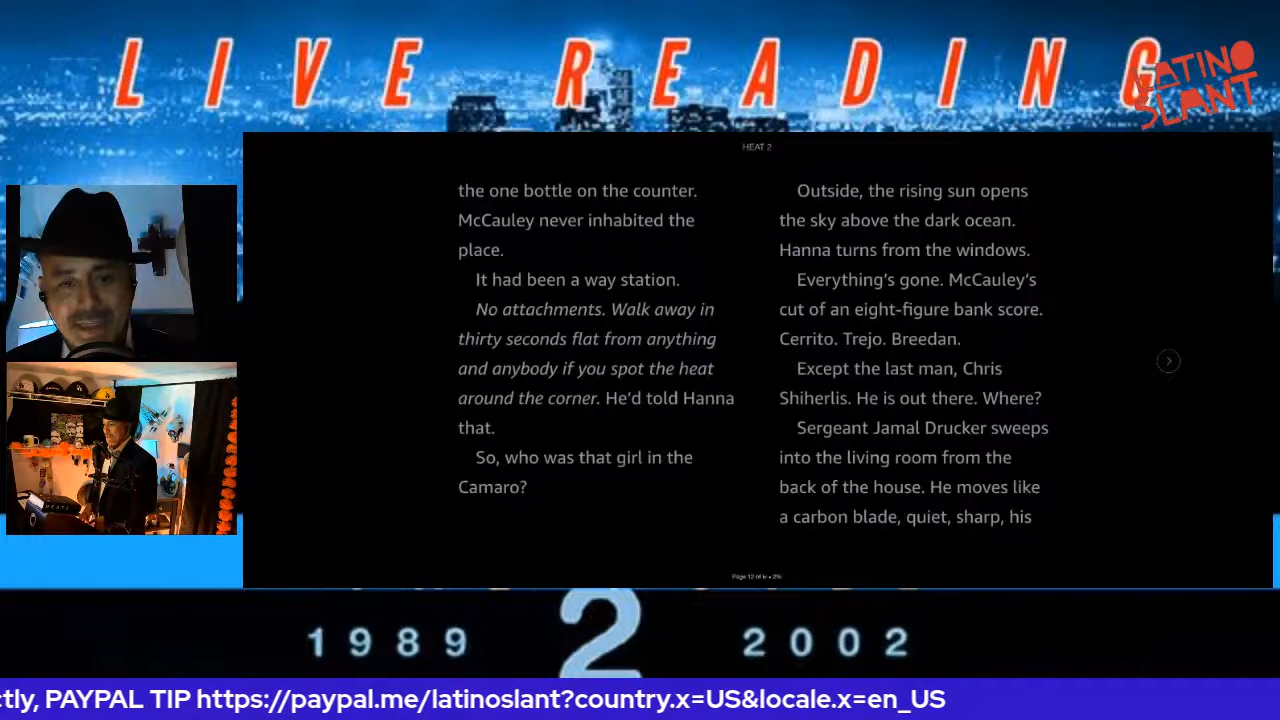 LIVE READING
LATINO
SLANT
HEAT 2
the one bottle on the counter.
McCauley never inhabited the
place.
It had been a way station.
No attachments. Walk away in
thirty seconds flat from anything
and anybody if you spot the heat
around the corner. He'd told Hanna
that.
So, who was that girl in the
Camaro?
Outside, the rising sun opens
the sky above the dark ocean.
Hanna turns from the windows.
Everything's gone. McCauley's
cut of an eight-figure bank score.
Cerrito. Trejo. Breedan.
Except the last man, Chris
Shiherlis. He is out there. Where?
Sergeant Jamal Drucker sweeps
into the living room from the
back of the house. He moves like
a carbon blade, quiet, sharp, his
Page 12 of iv • 2%
1989 2 2002
ctly, PAYPAL TIP https://paypal.me/latinoslant?country.x=US&locale.x=en_US